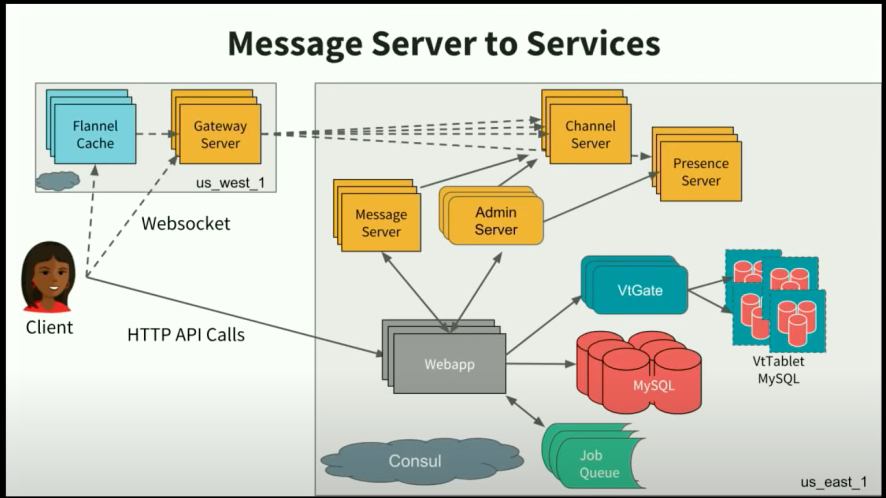 Message Server to Services
Flannel
Cache
Gateway
Server
us_west_1
Channel
Server
Presence
Server
Message
Server
Admin
Server
Websocket
Client
HTTP API Calls
VtGate
VtTablet
MySQL
Webapp
MySQL
Consul
Job
Queue
us_east_1